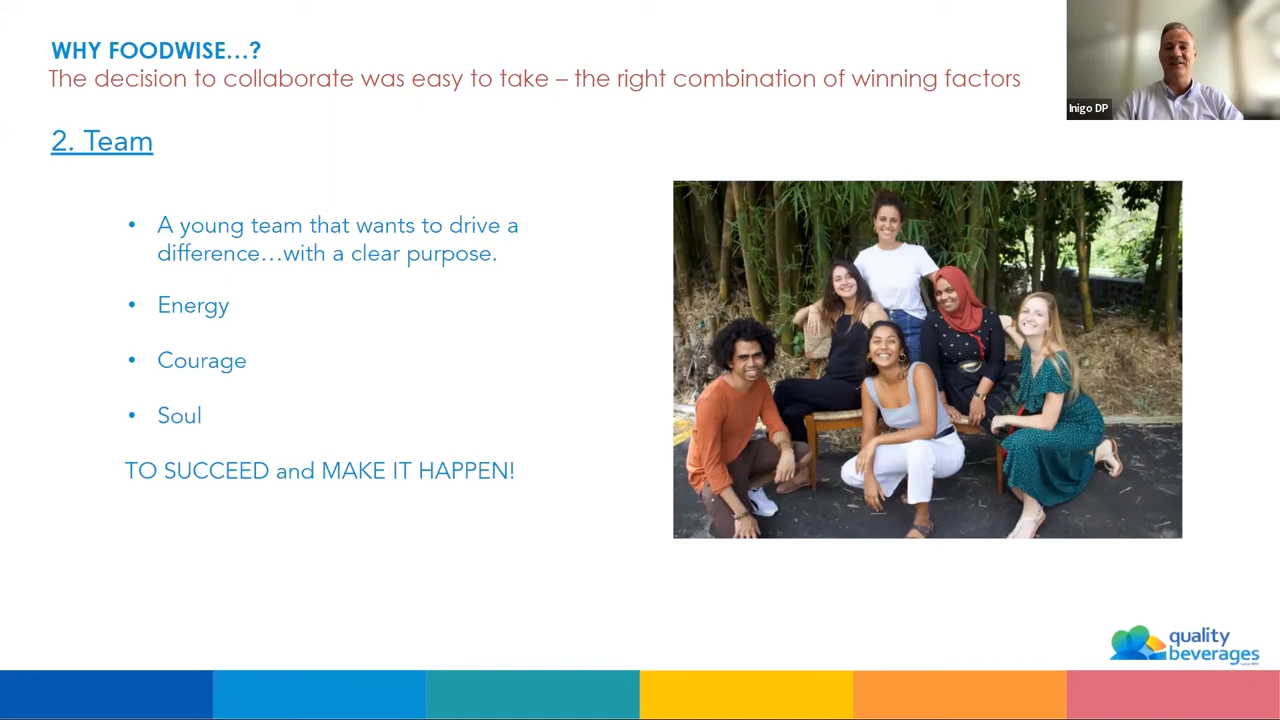 WHY FOODWISE...?
The decision to collaborate was easy to take – the right combination of winning factors
Inigo DP
2. Team
• A young team that wants to drive a
difference...with a clear purpose.
• Energy
• Courage
• Soul
TO SUCCEED and MAKE IT HAPPEN!
quality
beverages